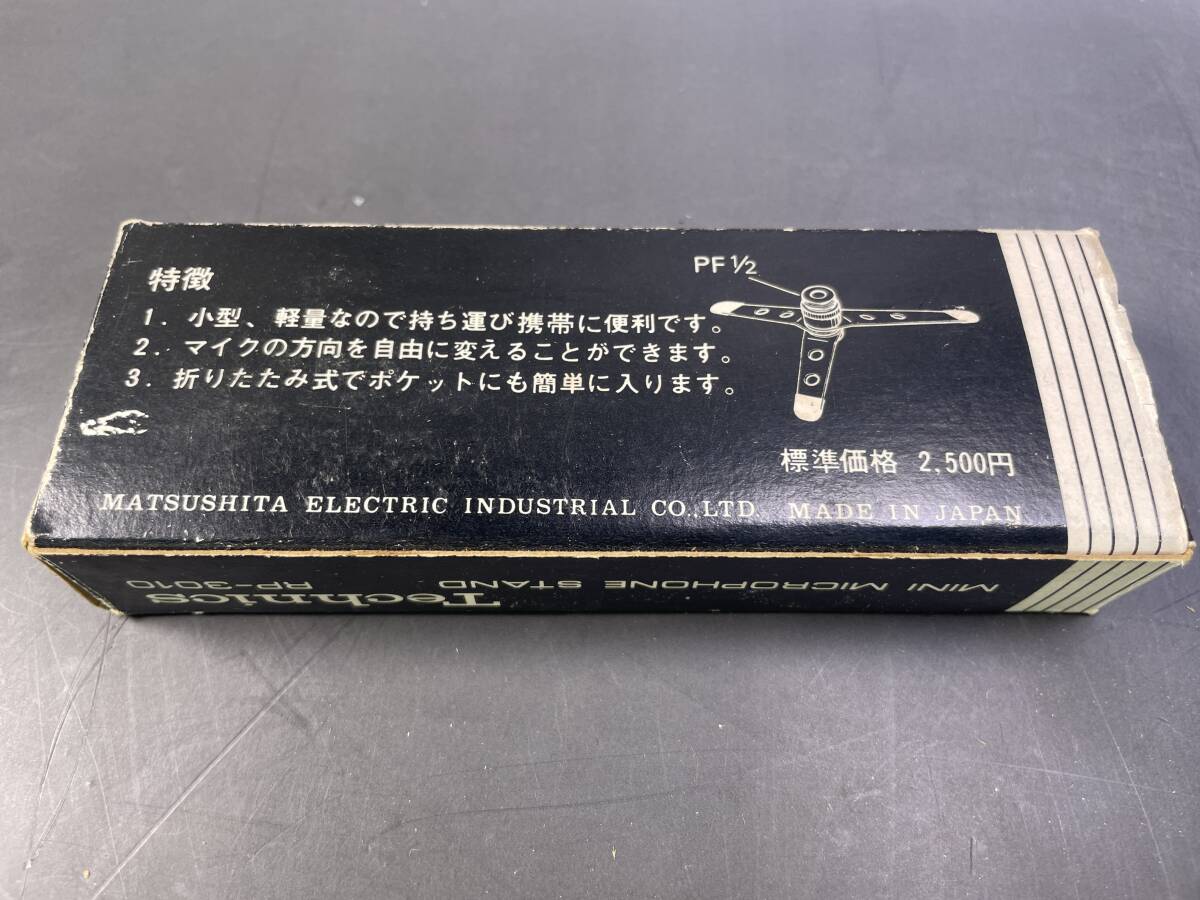 特徴
1. 小型、軽量なので持ち運び携帯に便利です。
2. マイクの方向を自由に変えることができます。
3. 折りたたみ式でポケットにも簡単に入ります。
PF 1/2
標準価格 2,500円
MATSUSHITA ELECTRIC INDUSTRIAL CO.,LTD. MADE IN JAPAN
MINI MICROPHONE STAND RP-3010
Technics